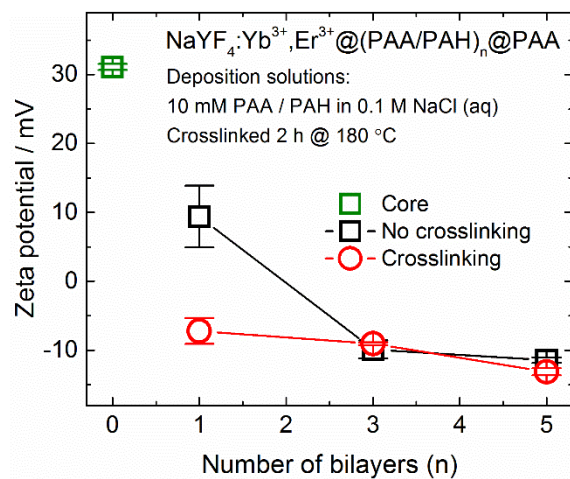 NaYF₄:Yb³⁺,Er³⁺@(PAA/PAH)ₙ@PAA
Deposition solutions:
10 mM PAA / PAH in 0.1 M NaCl (aq)
Crosslinked 2 h @ 180 °C
Core
No crosslinking
Crosslinking
Zeta potential / mV
30
20
10
0
-10
0
1
2
3
4
5
Number of bilayers (n)